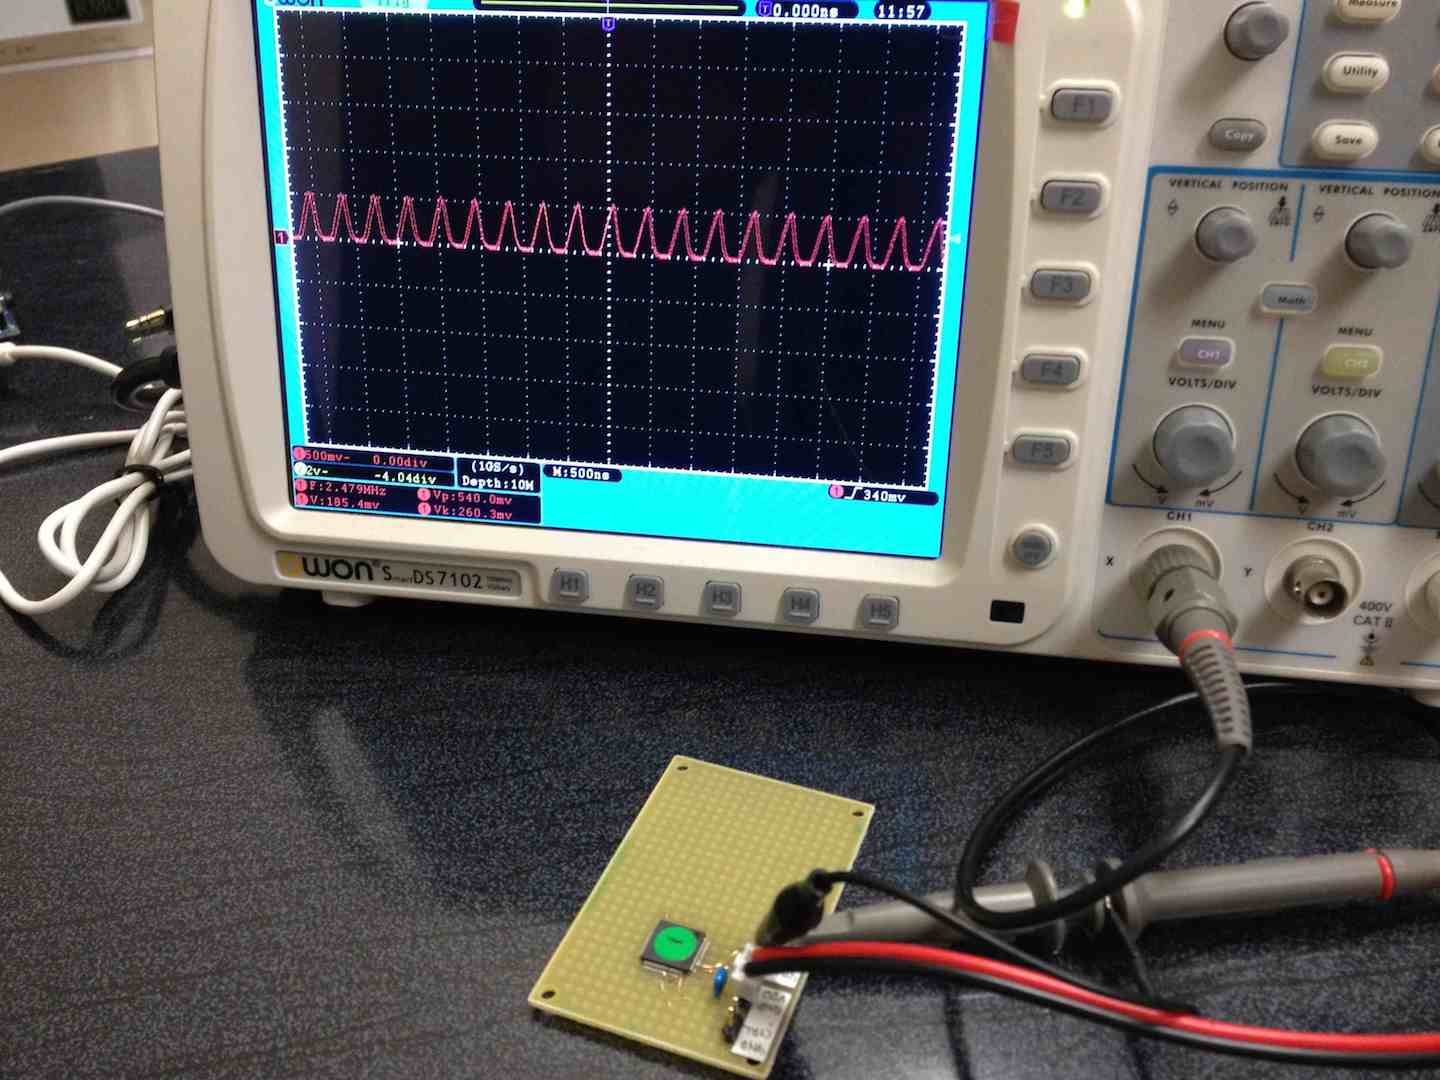 0.000ns
11:57
T
1
500mv~ 0.00div
2v~ -4.04div
(1GS/s)
Depth:10M
M:500ns
1 340mv
1 F:2.479MHz
1 Vp:540.0mv
1 V:185.4mv
1 Vk:260.3mv
OWON® SmartDS7102
H1
H2
H3
H4
H5
F1
F2
F3
F4
F5
Measure
Utility
Copy
Save
VERTICAL POSITION
VERTICAL POSITION
ZERO
Math
MENU
CH1
VOLTS/DIV
MENU
CH2
VOLTS/DIV
V
mV
V
mV
CH1
CH2
X
Y
400V
CAT II